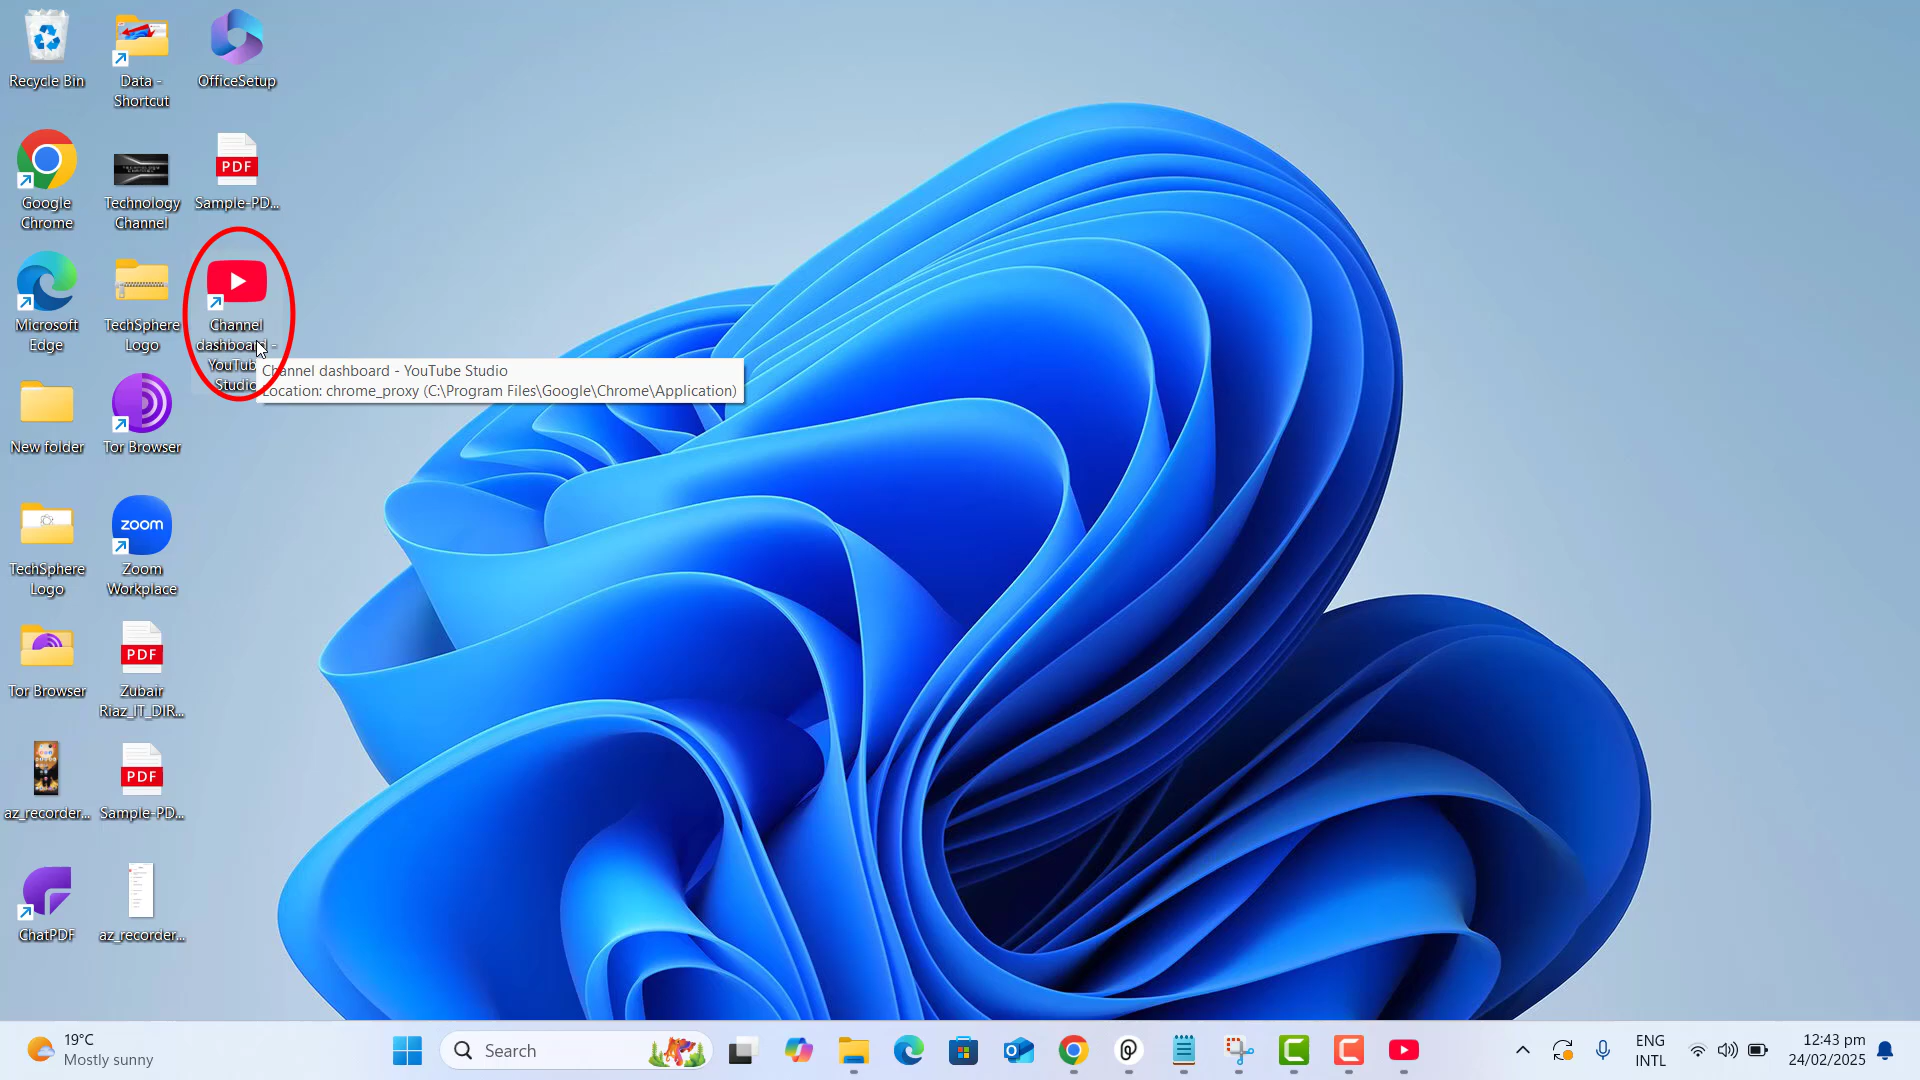 Recycle Bin
Data -
Shortcut
OfficeSetup
Google
Chrome
Technology
Channel
PDF
Sample-PD...
Microsoft
Edge
TechSphere
Logo
Channel
dashboard -
YouTube
Studio
Channel dashboard - YouTube Studio
Location: chrome_proxy (C:\Program Files\Google\Chrome\Application)
New folder
Tor Browser
TechSphere
Logo
zoom
Zoom
Workplace
Tor Browser
PDF
Zubair
Riaz_IT_DIR...
az_recorder...
PDF
Sample-PD...
ChatPDF
az_recorder...
19°C
Mostly sunny
Search
ENG
INTL
12:43 pm
24/02/2025